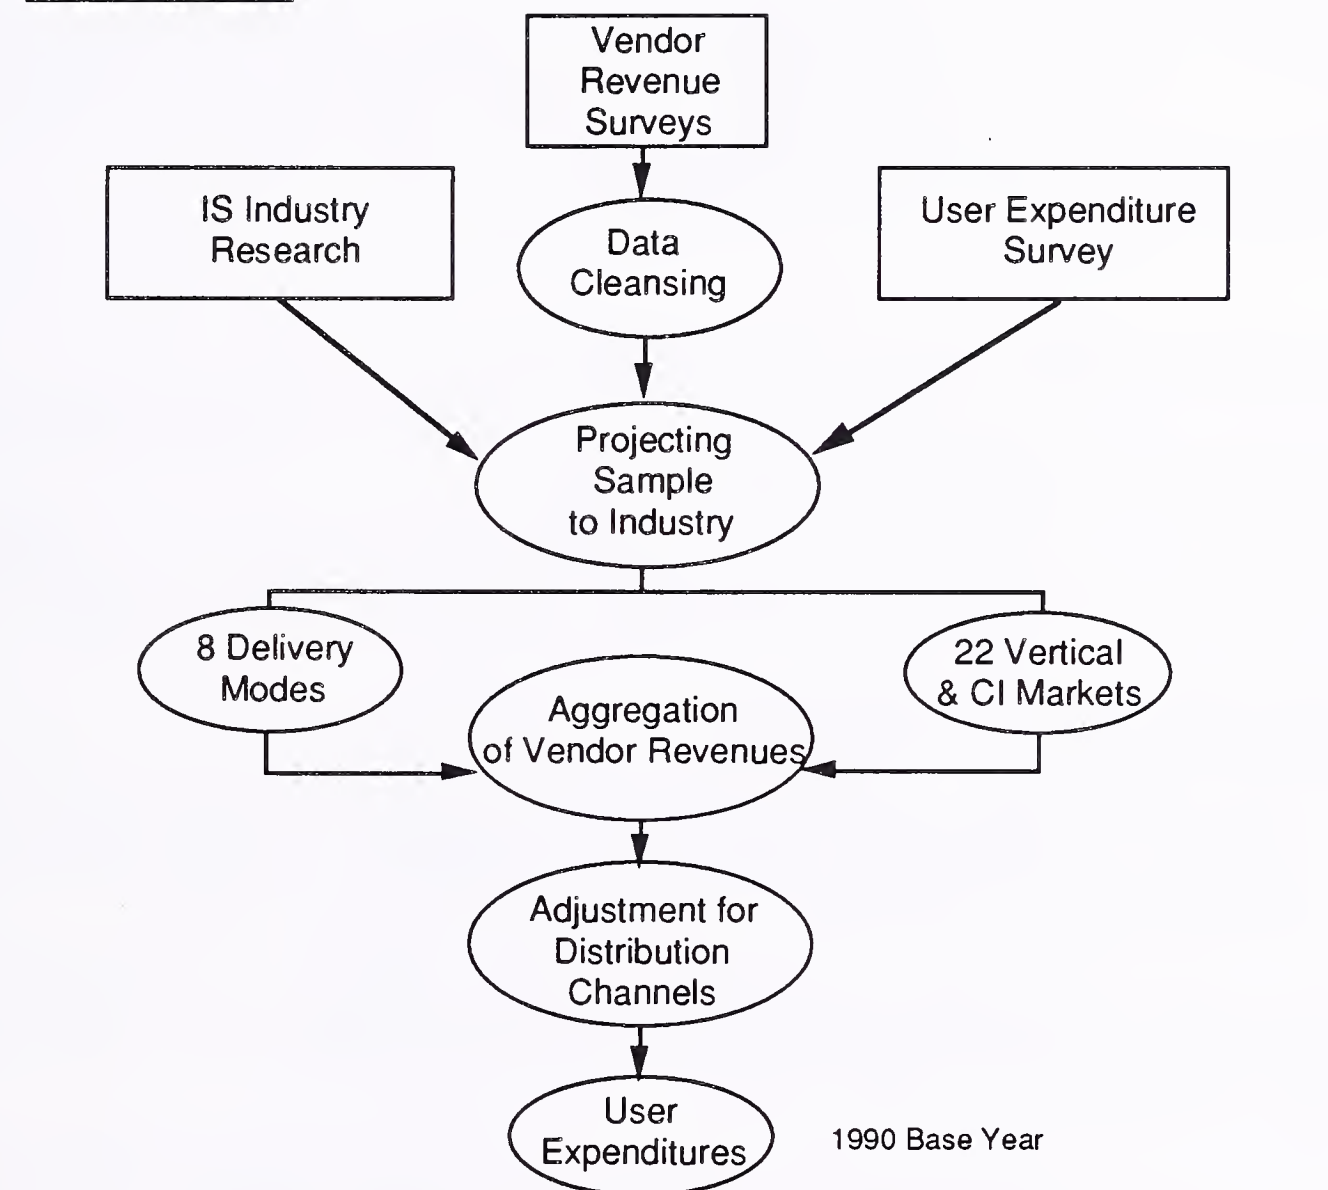 Vendor
Revenue
Surveys
IS Industry
Research
User Expenditure
Survey
Data
Cleansing
Projecting
Sample
to Industry
8 Delivery
Modes
22 Vertical
& CI Markets
Aggregation
of Vendor Revenues
Adjustment for
Distribution
Channels
User
Expenditures
1990 Base Year